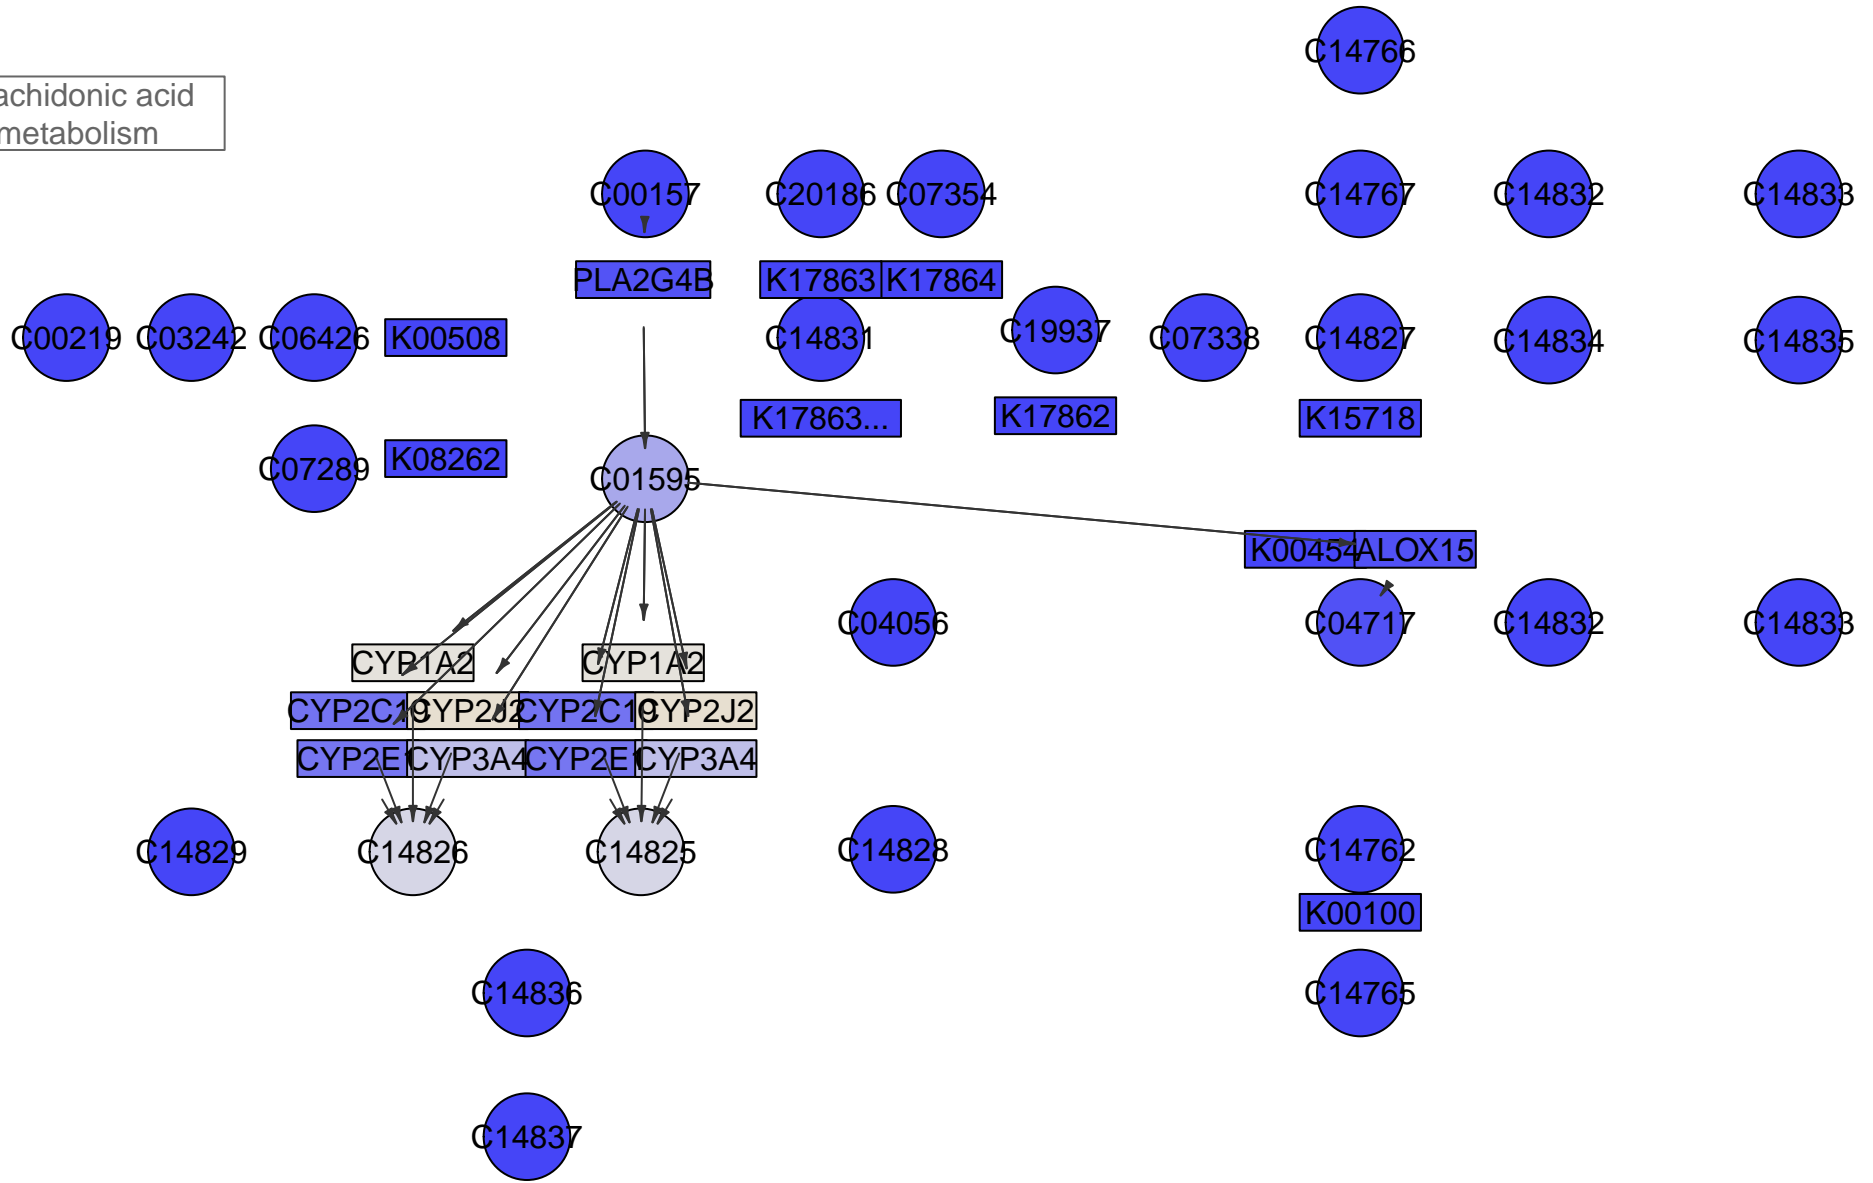 C14766
achidonic acid
metabolism
C00157
C20186
C07354
C14767
C14832
C14833
PLA2G4B
K17863
K17864
C00219
C03242
C06426
K00508
C14831
C19937
C07338
C14827
C14834
C14835
K17863...
K17862
K15718
C07289
K08262
C01595
K00454
ALOX15
C04056
C04717
C14832
C14833
CYP1A2
CYP1A2
CYP2C19
CYP2J2
CYP2C19
CYP2J2
CYP2E1
CYP3A4
CYP2E1
CYP3A4
C14829
C14826
C14825
C14828
C14762
K00100
C14836
C14765
C14837